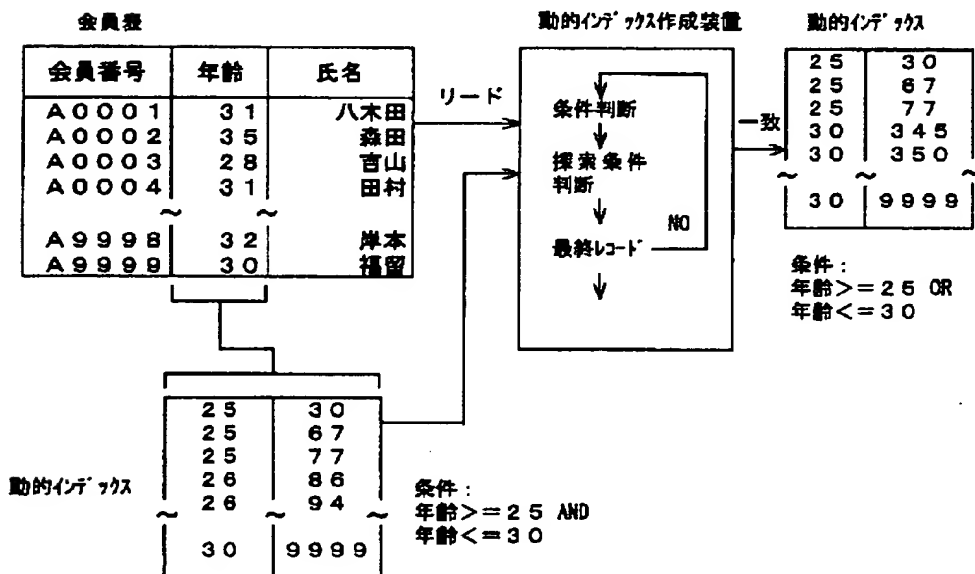 会員表
会員番号 年齢 氏名
A0001 31 八木田
A0002 35 森田
A0003 28 吉山
A0004 31 田村
A9998 32 岸本
A9999 30 福留
リード
動的インデックス作成装置
条件判断
探索条件
判断
最終レコード
NO
一致
動的インデックス
25 30
25 67
25 77
30 345
30 350
30 9999
条件:
年齢>=25 OR
年齢<=30
動的インデックス
25 30
25 67
25 77
26 86
26 94
30 9999
条件:
年齢>=25 AND
年齢<=30